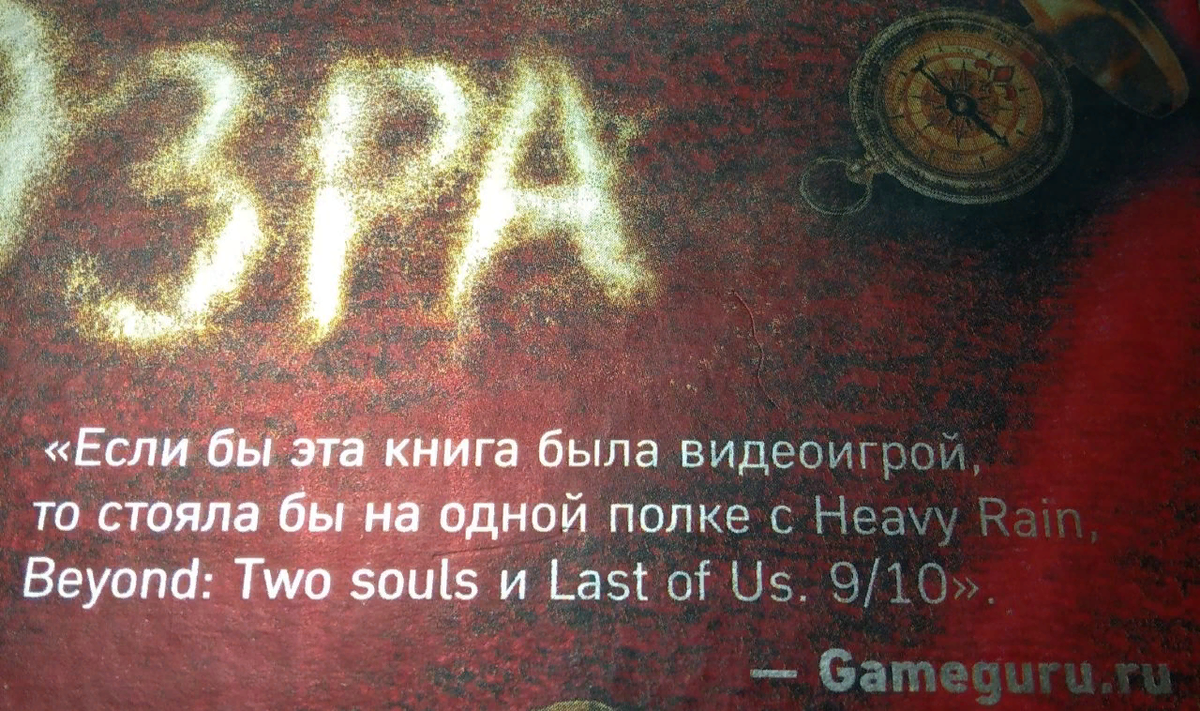 ЗРА
«Если бы эта книга была видеоигрой,
то стояла бы на одной полке с Heavy Rain,
Beyond: Two souls и Last of Us. 9/10».
— Gameguru.ru